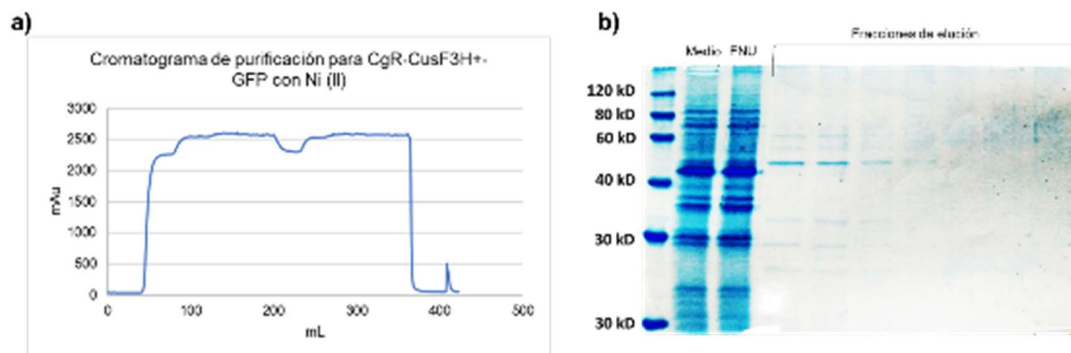 a)
Cromatograma de purificación para CgR-CusF3H+-
GFP con Ni (II)
3000
2500
2000
1500
1000
500
0
mAu
0 100 200 300 400 500
mL
b)
Fracciones de elución
Medio FNU
120 kD
80 kD
60 kD
40 kD
30 kD
30 kD